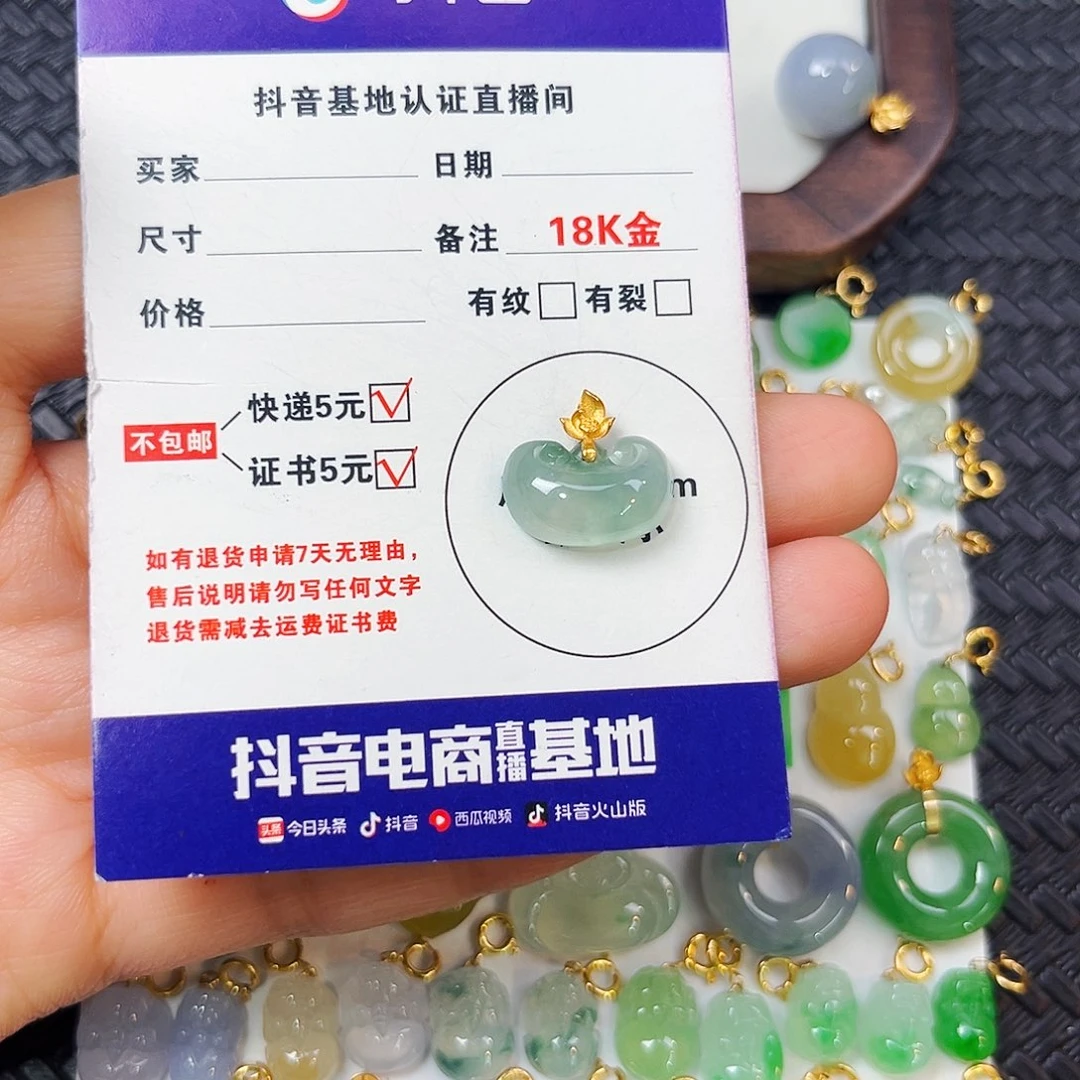 抖音基地认证直播间
买家 日期
尺寸 备注 18K金
价格 有纹 有裂
快递5元
不包邮
证书5元
m
如有退货申请7天无理由，
售后说明请勿写任何文字
退货需减去运费证书费
抖音电商直播基地
头条 今日头条 抖音 西瓜视频 抖音火山版